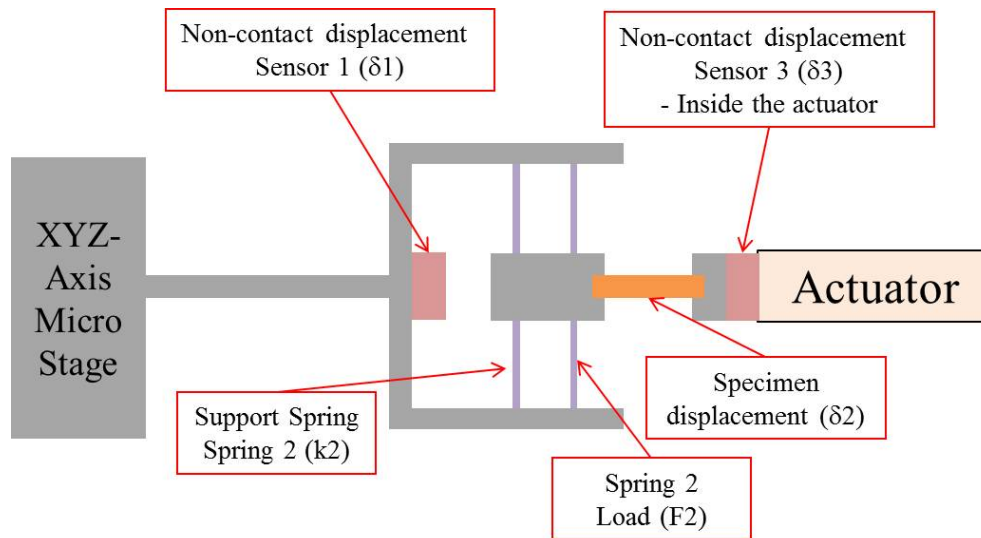 Non-contact displacement
Sensor 1 (δ1)
Non-contact displacement
Sensor 3 (δ3)
- Inside the actuator
XYZ-
Axis
Micro
Stage
Actuator
Support Spring
Spring 2 (k2)
Specimen
displacement (δ2)
Spring 2
Load (F2)